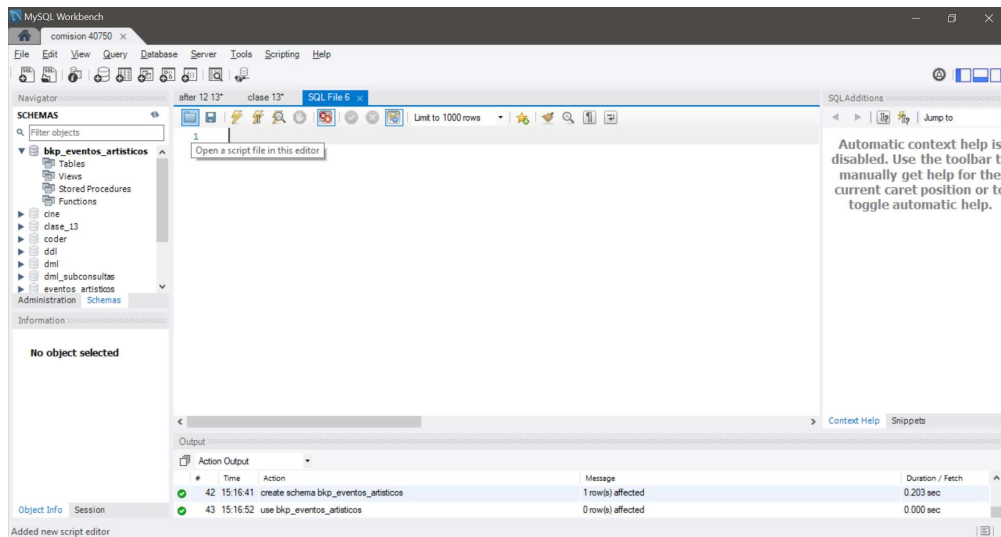 MySQL Workbench
comision 40750
File Edit View Query Database Server Tools Scripting Help
Navigator
SCHEMAS
Filter objects
bkp_eventos_artisticos
Tables
Views
Stored Procedures
Functions
cine
clase_13
coder
ddl
dml
dml_subconsultas
eventos_artisticos
Administration Schemas
Information
No object selected
Object Info Session
after 12 13* clase 13* SQL File 6
Limit to 1000 rows
1
Open a script file in this editor
SQLAdditions
Jump to
Automatic context help is
disabled. Use the toolbar t
manually get help for the
current caret position or to
toggle automatic help.
Context Help Snippets
Output
Action Output
# Time Action Message Duration / Fetch
42 15:16:41 create schema bkp_eventos_artisticos 1 row(s) affected 0.203 sec
43 15:16:52 use bkp_eventos_artisticos 0 row(s) affected 0.000 sec
Added new script editor